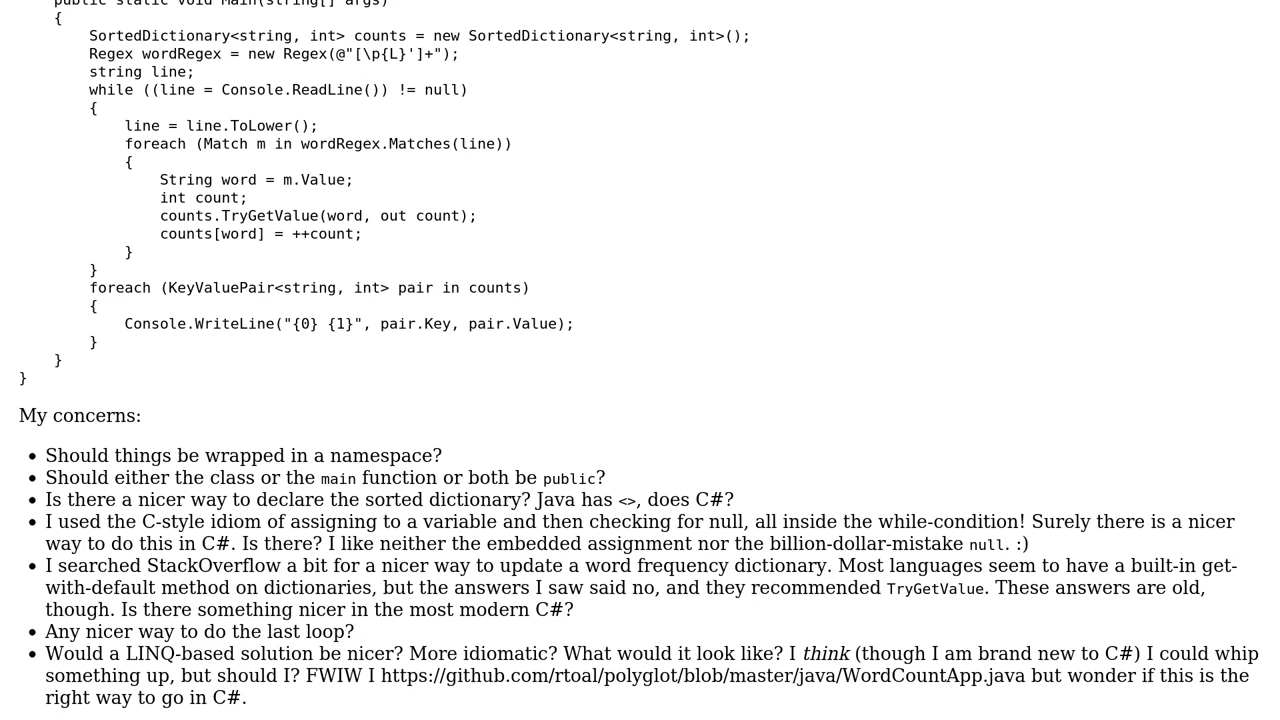 public static void Main(string[] args)
{
SortedDictionary<string, int> counts = new SortedDictionary<string, int>();
Regex wordRegex = new Regex(@"[\p{L}']+");
string line;
while ((line = Console.ReadLine()) != null)
{
line = line.ToLower();
foreach (Match m in wordRegex.Matches(line))
{
String word = m.Value;
int count;
counts.TryGetValue(word, out count);
counts[word] = ++count;
}
}
foreach (KeyValuePair<string, int> pair in counts)
{
Console.WriteLine("{0} {1}", pair.Key, pair.Value);
}
}
}
My concerns:
• Should things be wrapped in a namespace?
• Should either the class or the main function or both be public?
• Is there a nicer way to declare the sorted dictionary? Java has <>, does C#?
• I used the C-style idiom of assigning to a variable and then checking for null, all inside the while-condition! Surely there is a nicer
way to do this in C#. Is there? I like neither the embedded assignment nor the billion-dollar-mistake null. :)
• I searched StackOverflow a bit for a nicer way to update a word frequency dictionary. Most languages seem to have a built-in get-
with-default method on dictionaries, but the answers I saw said no, and they recommended TryGetValue. These answers are old,
though. Is there something nicer in the most modern C#?
• Any nicer way to do the last loop?
• Would a LINQ-based solution be nicer? More idiomatic? What would it look like? I think (though I am brand new to C#) I could whip
something up, but should I? FWIW I https://github.com/rtoal/polyglot/blob/master/java/WordCountApp.java but wonder if this is the
right way to go in C#.